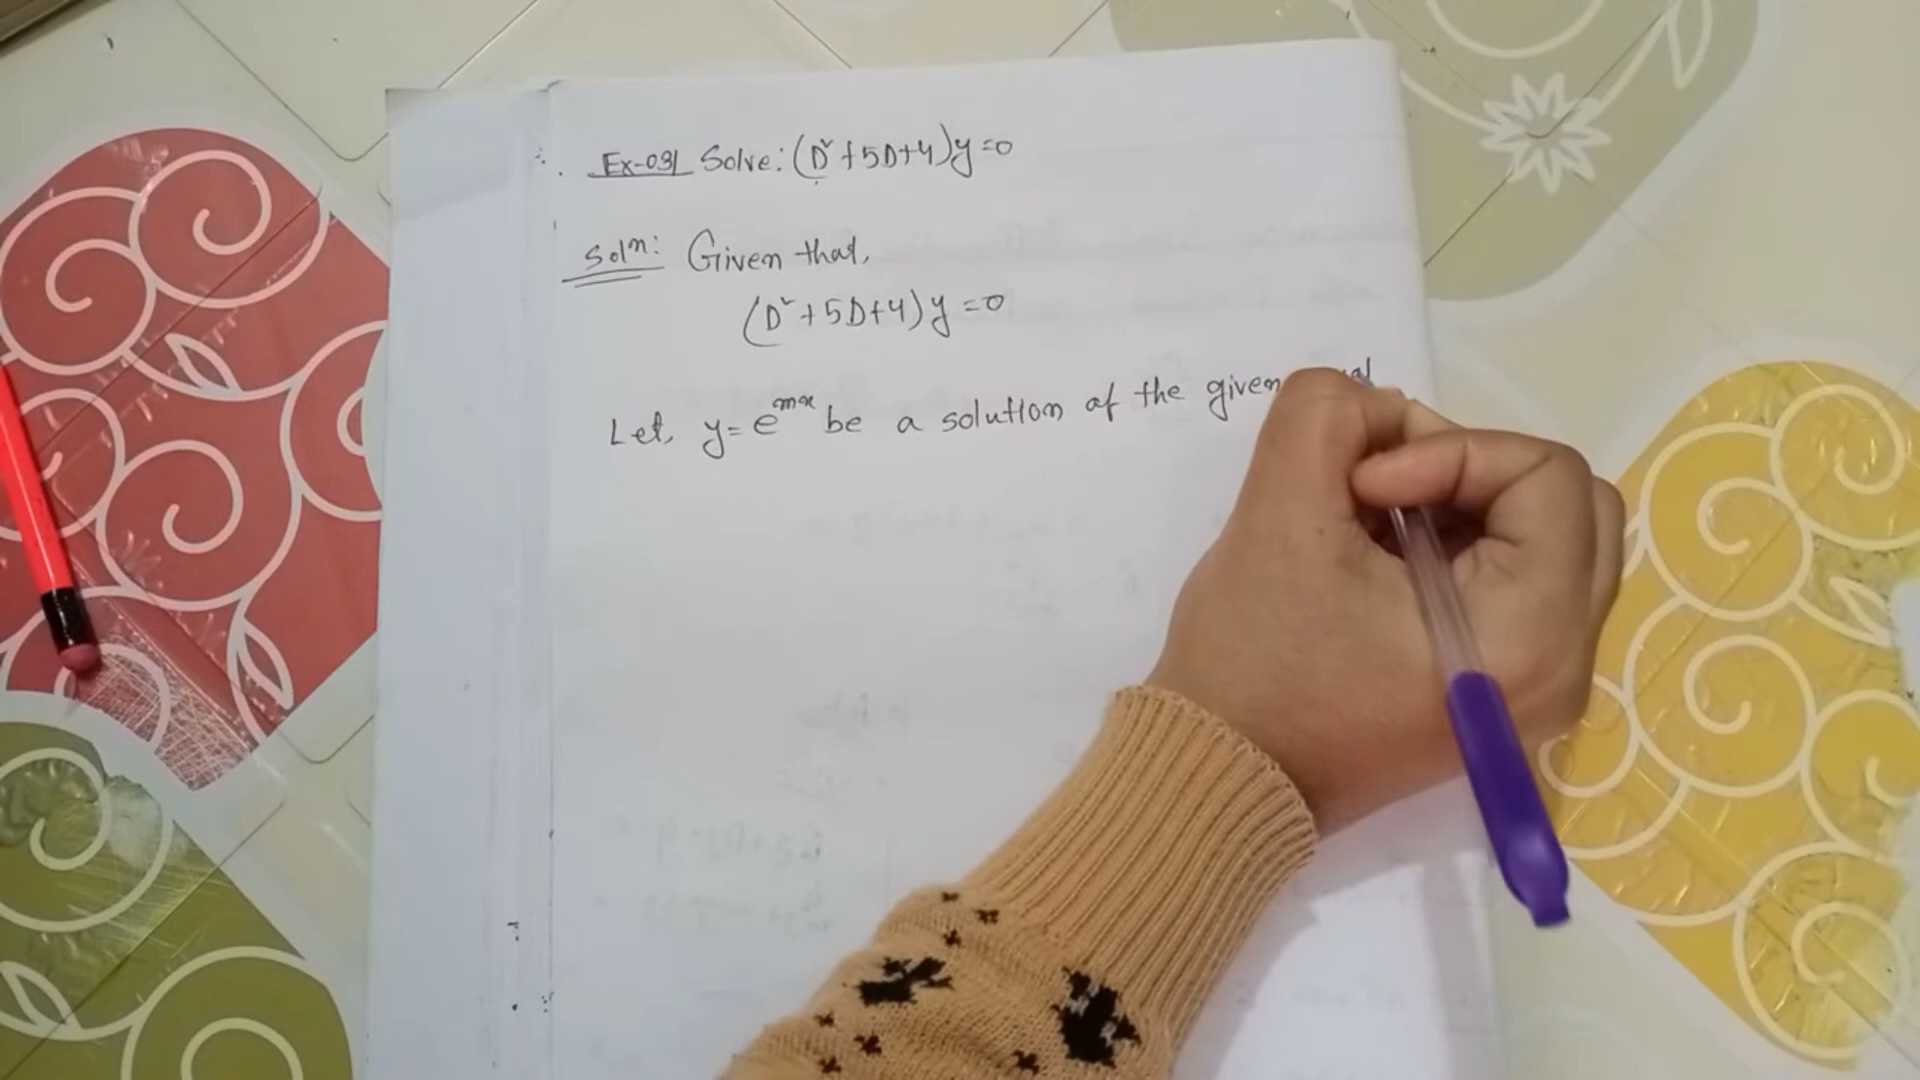 Ex-03/ Solve: (D²+5D+4)y=0
Solⁿ: Given that,
(D²+5D+4)y=0
Let, y=e^mx be a solution of the given